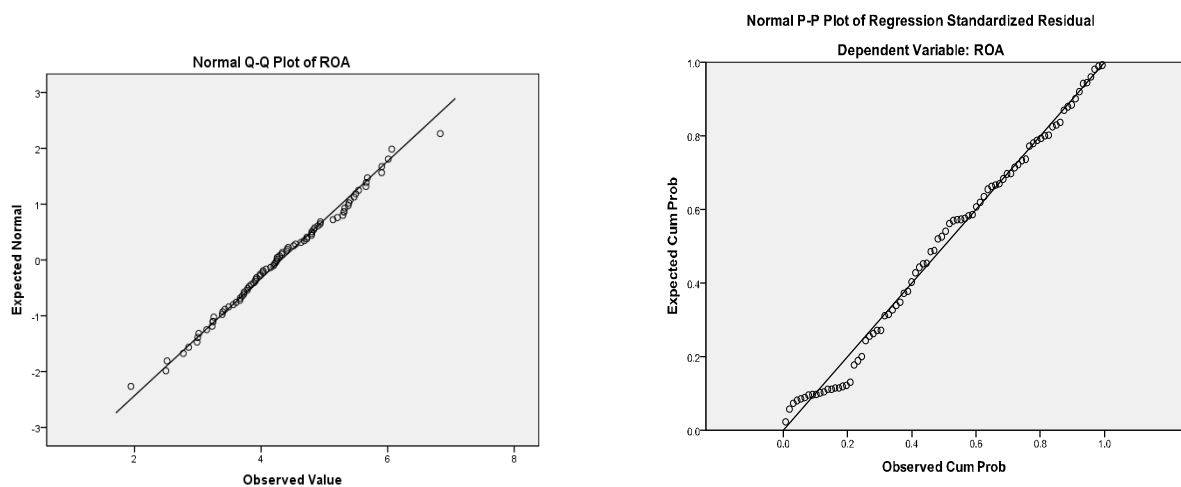 Normal Q-Q Plot of ROA
3
2
1
0
-1
-2
-3
Expected Normal
2 4 6 8
Observed Value
Normal P-P Plot of Regression Standardized Residual
Dependent Variable: ROA
1.0
0.8
0.6
0.4
0.2
0.0
Expected Cum Prob
0.0 0.2 0.4 0.6 0.8 1.0
Observed Cum Prob